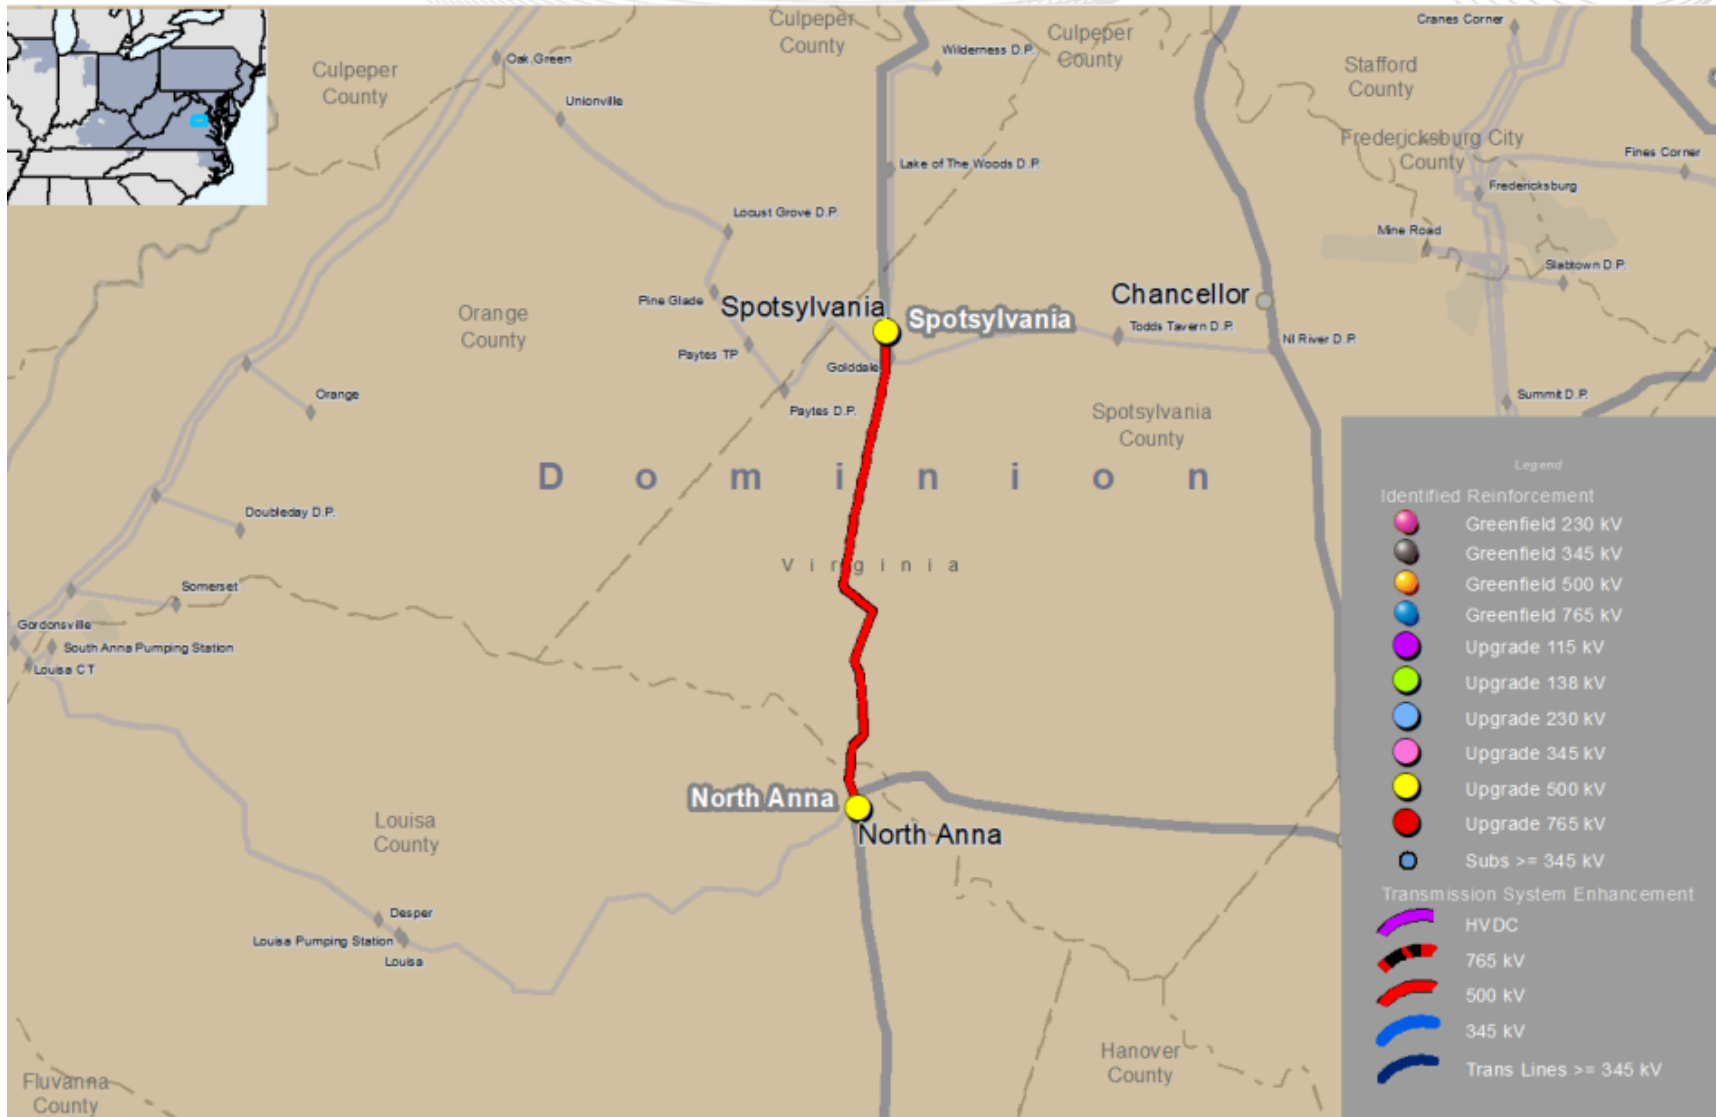 Culpeper
County
Culpeper
County
Culpeper
County
Cranes Corner
Oak Green
Wilderness D.P.
Stafford
County
Unionville
Fredericksburg City
County
Fines Corner
Lake of The Woods D.P.
Fredericksburg
Locust Grove D.P.
Mine Road
Slabtown D.P.
Pine Glade
Spotsylvania
Spotsylvania
Chancellor
Orange
County
Todds Tavern D.P.
NI River D.P.
Paytes TP
Golddale
Orange
Paytes D.P.
Spotsylvania
County
Summit D.P.
Dominion
Doubleday D.P.
Virginia
Somerset
Gordonsville
South Anna Pumping Station
Louisa CT
North Anna
North Anna
Louisa
County
Desper
Louisa Pumping Station
Louisa
Hanover
County
Fluvanna
County
Legend
Identified Reinforcement
Greenfield 230 kV
Greenfield 345 kV
Greenfield 500 kV
Greenfield 765 kV
Upgrade 115 kV
Upgrade 138 kV
Upgrade 230 kV
Upgrade 345 kV
Upgrade 500 kV
Upgrade 765 kV
Subs >= 345 kV
Transmission System Enhancement
HVDC
765 kV
500 kV
345 kV
Trans Lines >= 345 kV